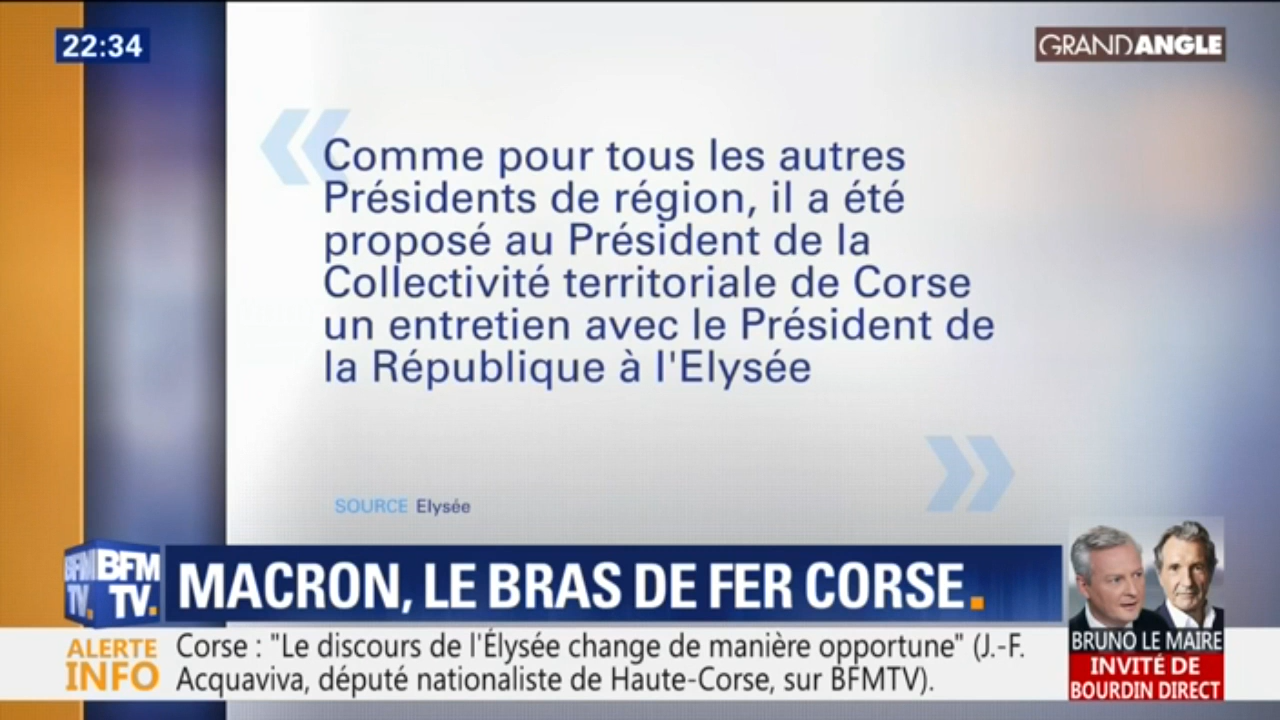 22:34
GRANDANGLE
Comme pour tous les autres
Présidents de région, il a été
proposé au Président de la
Collectivité territoriale de Corse
un entretien avec le Président de
la République à l'Elysée
SOURCE Elysée
BFM
TV.
MACRON, LE BRAS DE FER CORSE.
ALERTE
INFO
Corse : "Le discours de l'Élysée change de manière opportune" (J.-F.
Acquaviva, député nationaliste de Haute-Corse, sur BFMTV).
BRUNO LE MAIRE
INVITÉ DE
BOURDIN DIRECT